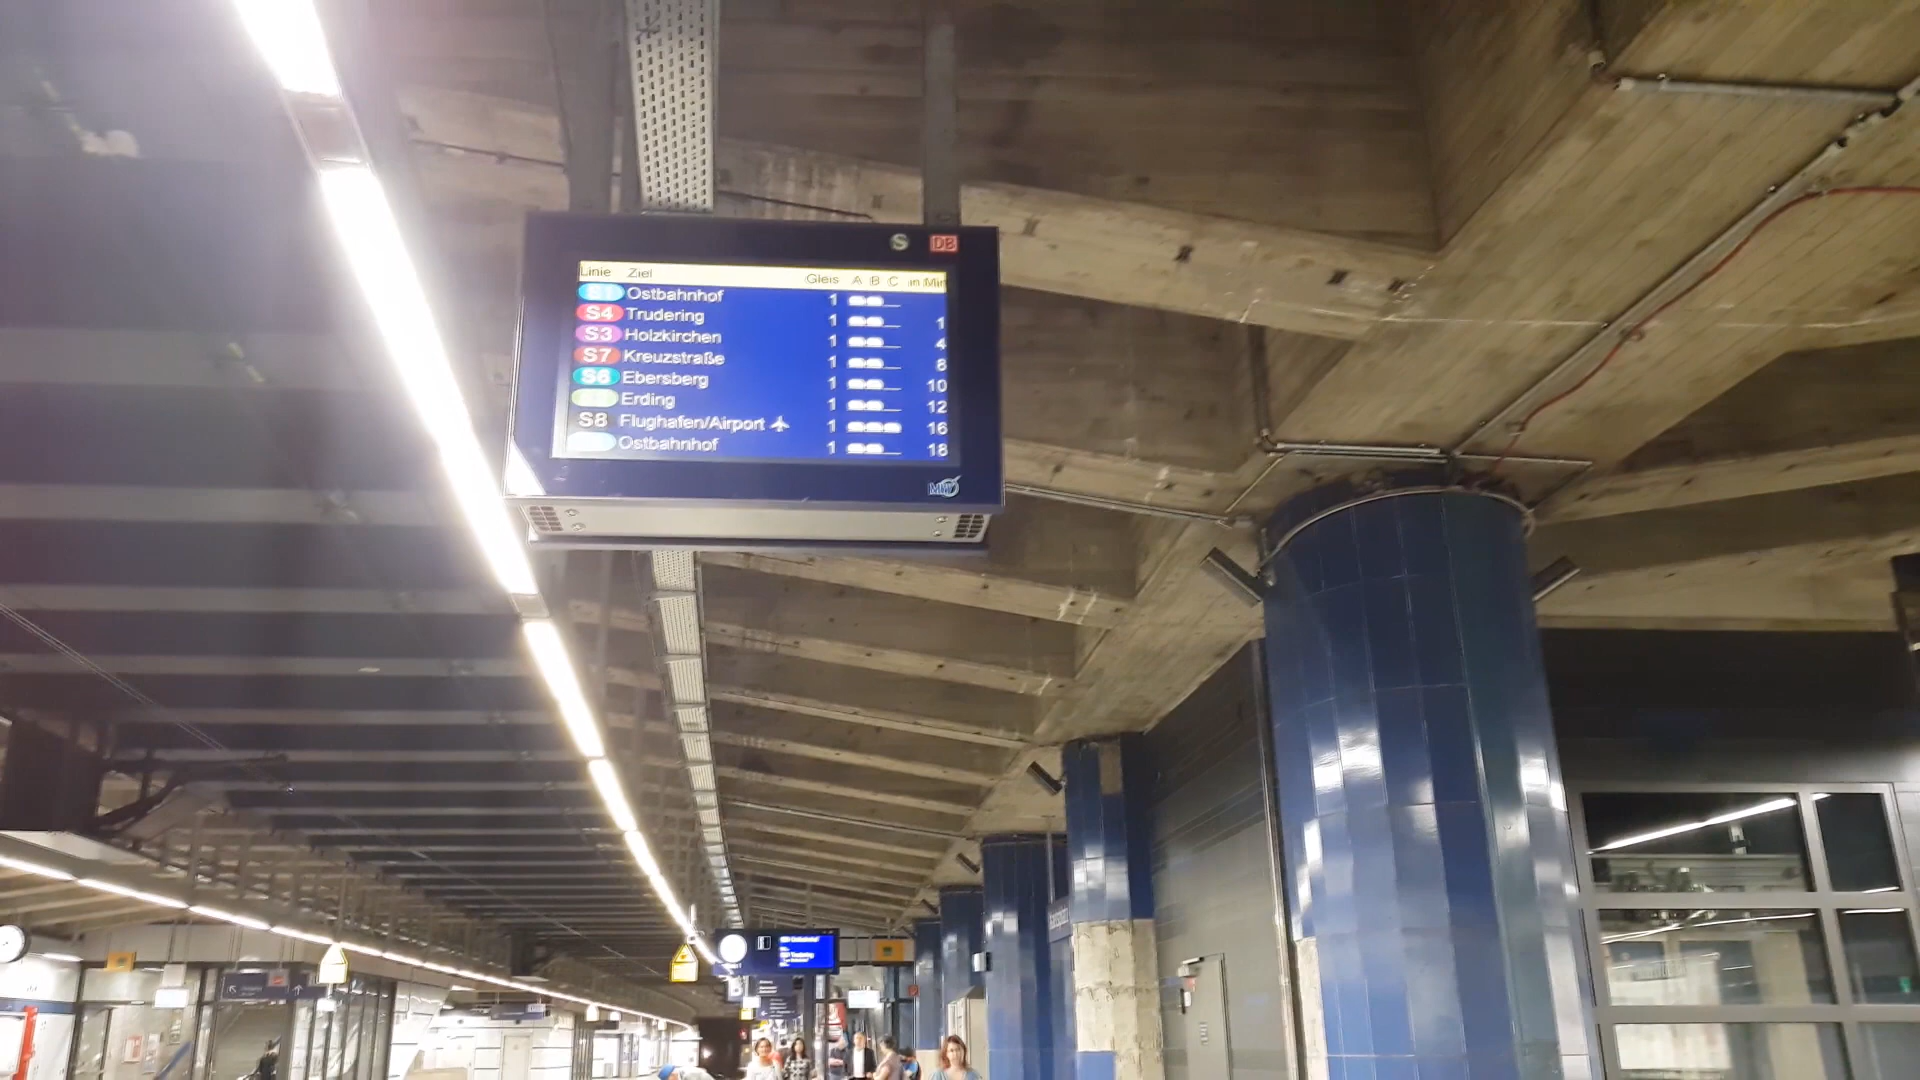 S DB
Linie Ziel Gleis A B C in Min
Ostbahnhof 1
S4 Trudering 1 1
S3 Holzkirchen 1 4
S7 Kreuzstraße 1 8
S6 Ebersberg 1 10
Erding 1 12
S8 Flughafen/Airport 1 16
Ostbahnhof 1 18
MVV